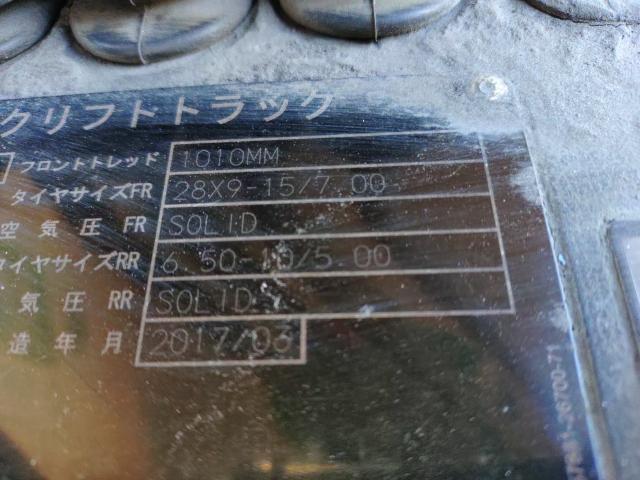 クリフトトラック
フロントトレッド 1010MM
タイヤサイズFR 28X9-15/7.00
空気圧 FR SOLID
タイヤサイズRR 6.50-10/5.00
気圧 RR SOLID
造年月 2017/03